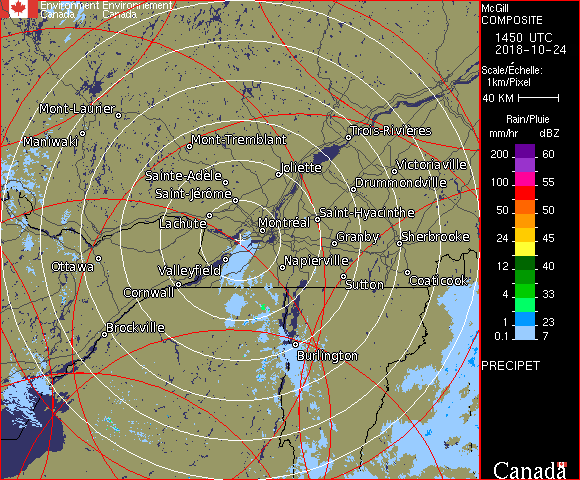 Environment Environnement
Canada Canada
McGill
COMPOSITE
1450 UTC
2018-10-24
Scale/Échelle:
1km/Pixel
40 KM
Rain/Pluie
mm/hr dBZ
200 60
55
100 55
50 50
24 45
12 40
4 33
1 23
0.1 7
PRECIPET
Canada
Mont-Laurier
Maniwaki
Mont-Tremblant
Trois-Rivières
Sainte-Adèle
Joliette
Victoriaville
Saint-Jérôme
Drummondville
Lachute
Montréal
Saint-Hyacinthe
Granby
Sherbrooke
Ottawa
Valleyfield
Napierville
Cornwall
Sutton
Coaticook
Brockville
Burlington